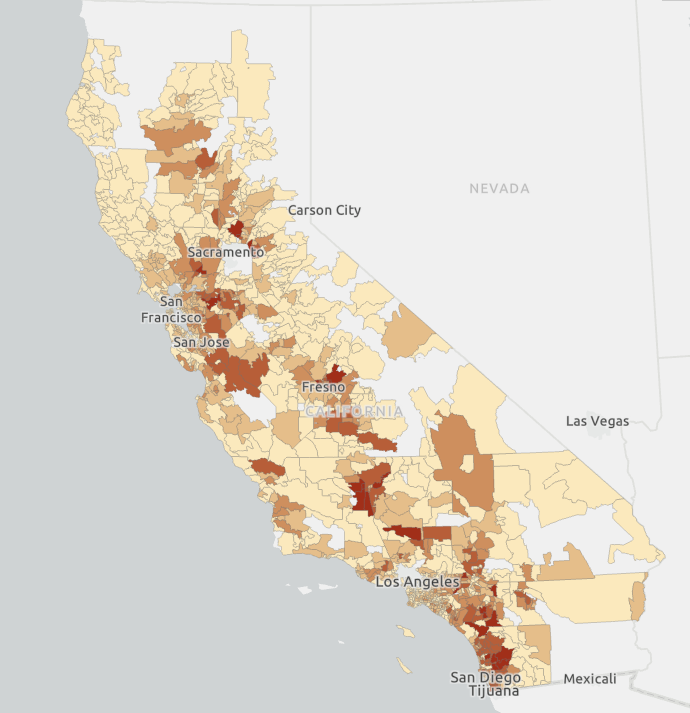 NEVADA
Carson City
Sacramento
San
Francisco
San Jose
Fresno
CALIFORNIA
Las Vegas
Los Angeles
San Diego
Tijuana
Mexicali